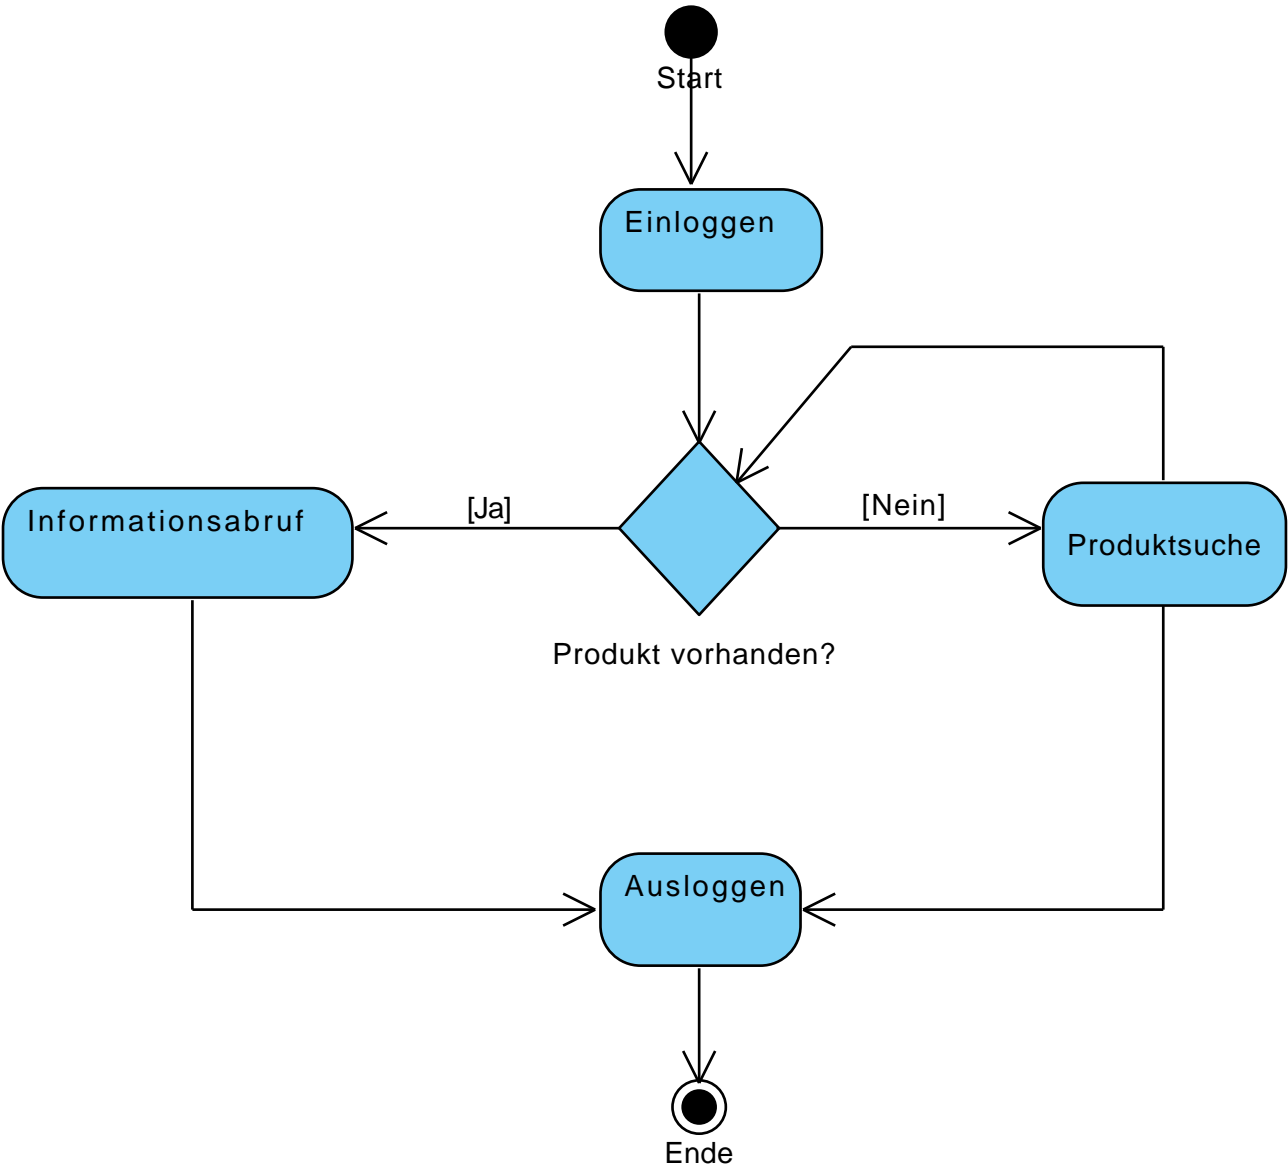 Start
Einloggen
[Ja]
[Nein]
Informationsabruf
Produktsuche
Produkt vorhanden?
Ausloggen
Ende